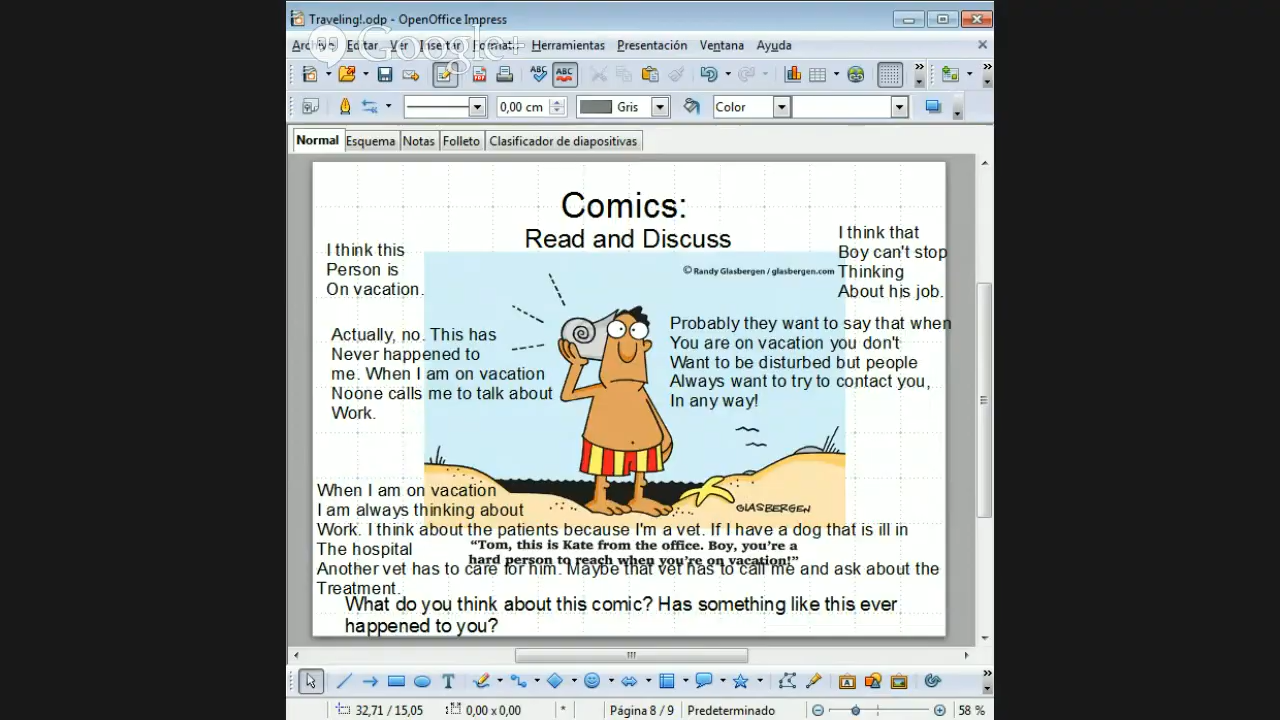 Traveling!.odp - OpenOffice Impress
Google+
Archivo Editar Ver Insertar Formato Herramientas Presentación Ventana Ayuda
ABC ABC
0,00 cm Gris Color
Normal Esquema Notas Folleto Clasificador de diapositivas
Comics:
Read and Discuss
I think this
Person is
On vacation.
I think that
Boy can't stop
Thinking
About his job.
© Randy Glasbergen / glasbergen.com
Actually, no. This has
Never happened to
me. When I am on vacation
Noone calls me to talk about
Work.
Probably they want to say that when
You are on vacation you don't
Want to be disturbed but people
Always want to try to contact you,
In any way!
GLASBERGEN
When I am on vacation
I am always thinking about
Work. I think about the patients because I'm a vet. If I have a dog that is ill in
The hospital
Another vet has to care for him. Maybe that vet has to call me and ask about the
Treatment.
“Tom, this is Kate from the office. Boy, you’re a
hard person to reach when you’re on vacation!”
What do you think about this comic? Has something like this ever
happened to you?
32,71 / 15,05 0,00 x 0,00 * Página 8 / 9 Predeterminado 58 %